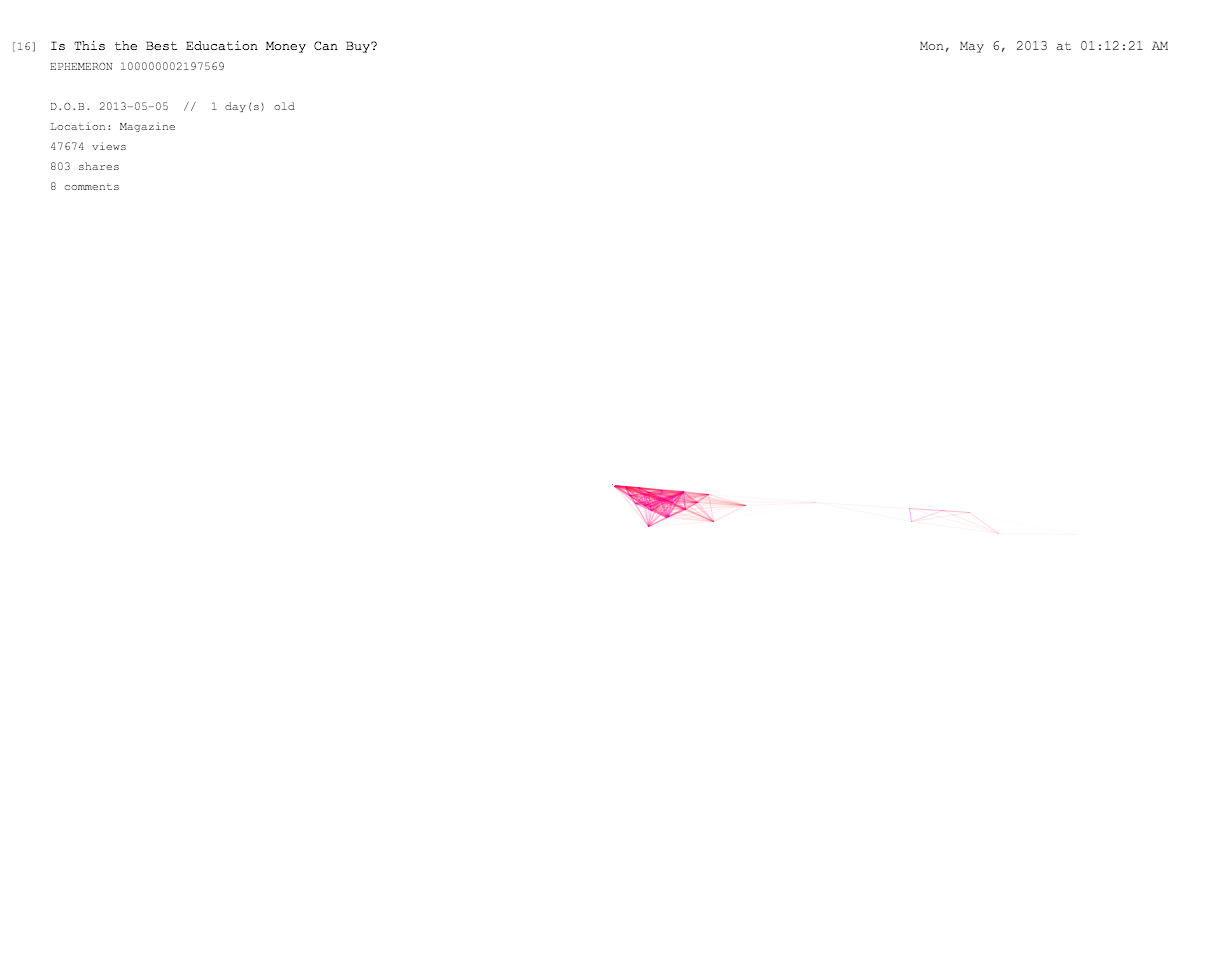 [16] Is This the Best Education Money Can Buy? Mon, May 6, 2013 at 01:12:21 AM
EPHEMERON 100000002197569
D.O.B. 2013-05-05 // 1 day(s) old
Location: Magazine
47674 views
803 shares
8 comments